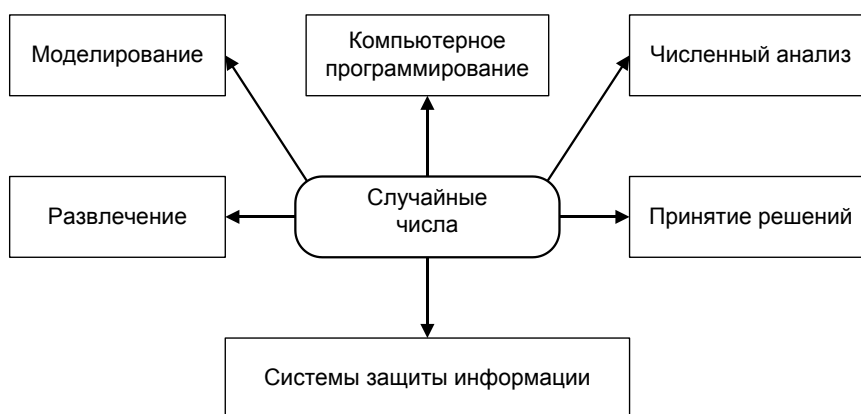 Моделирование
Компьютерное
программирование
Численный анализ
Развлечение
Случайные
числа
Принятие решений
Системы защиты информации